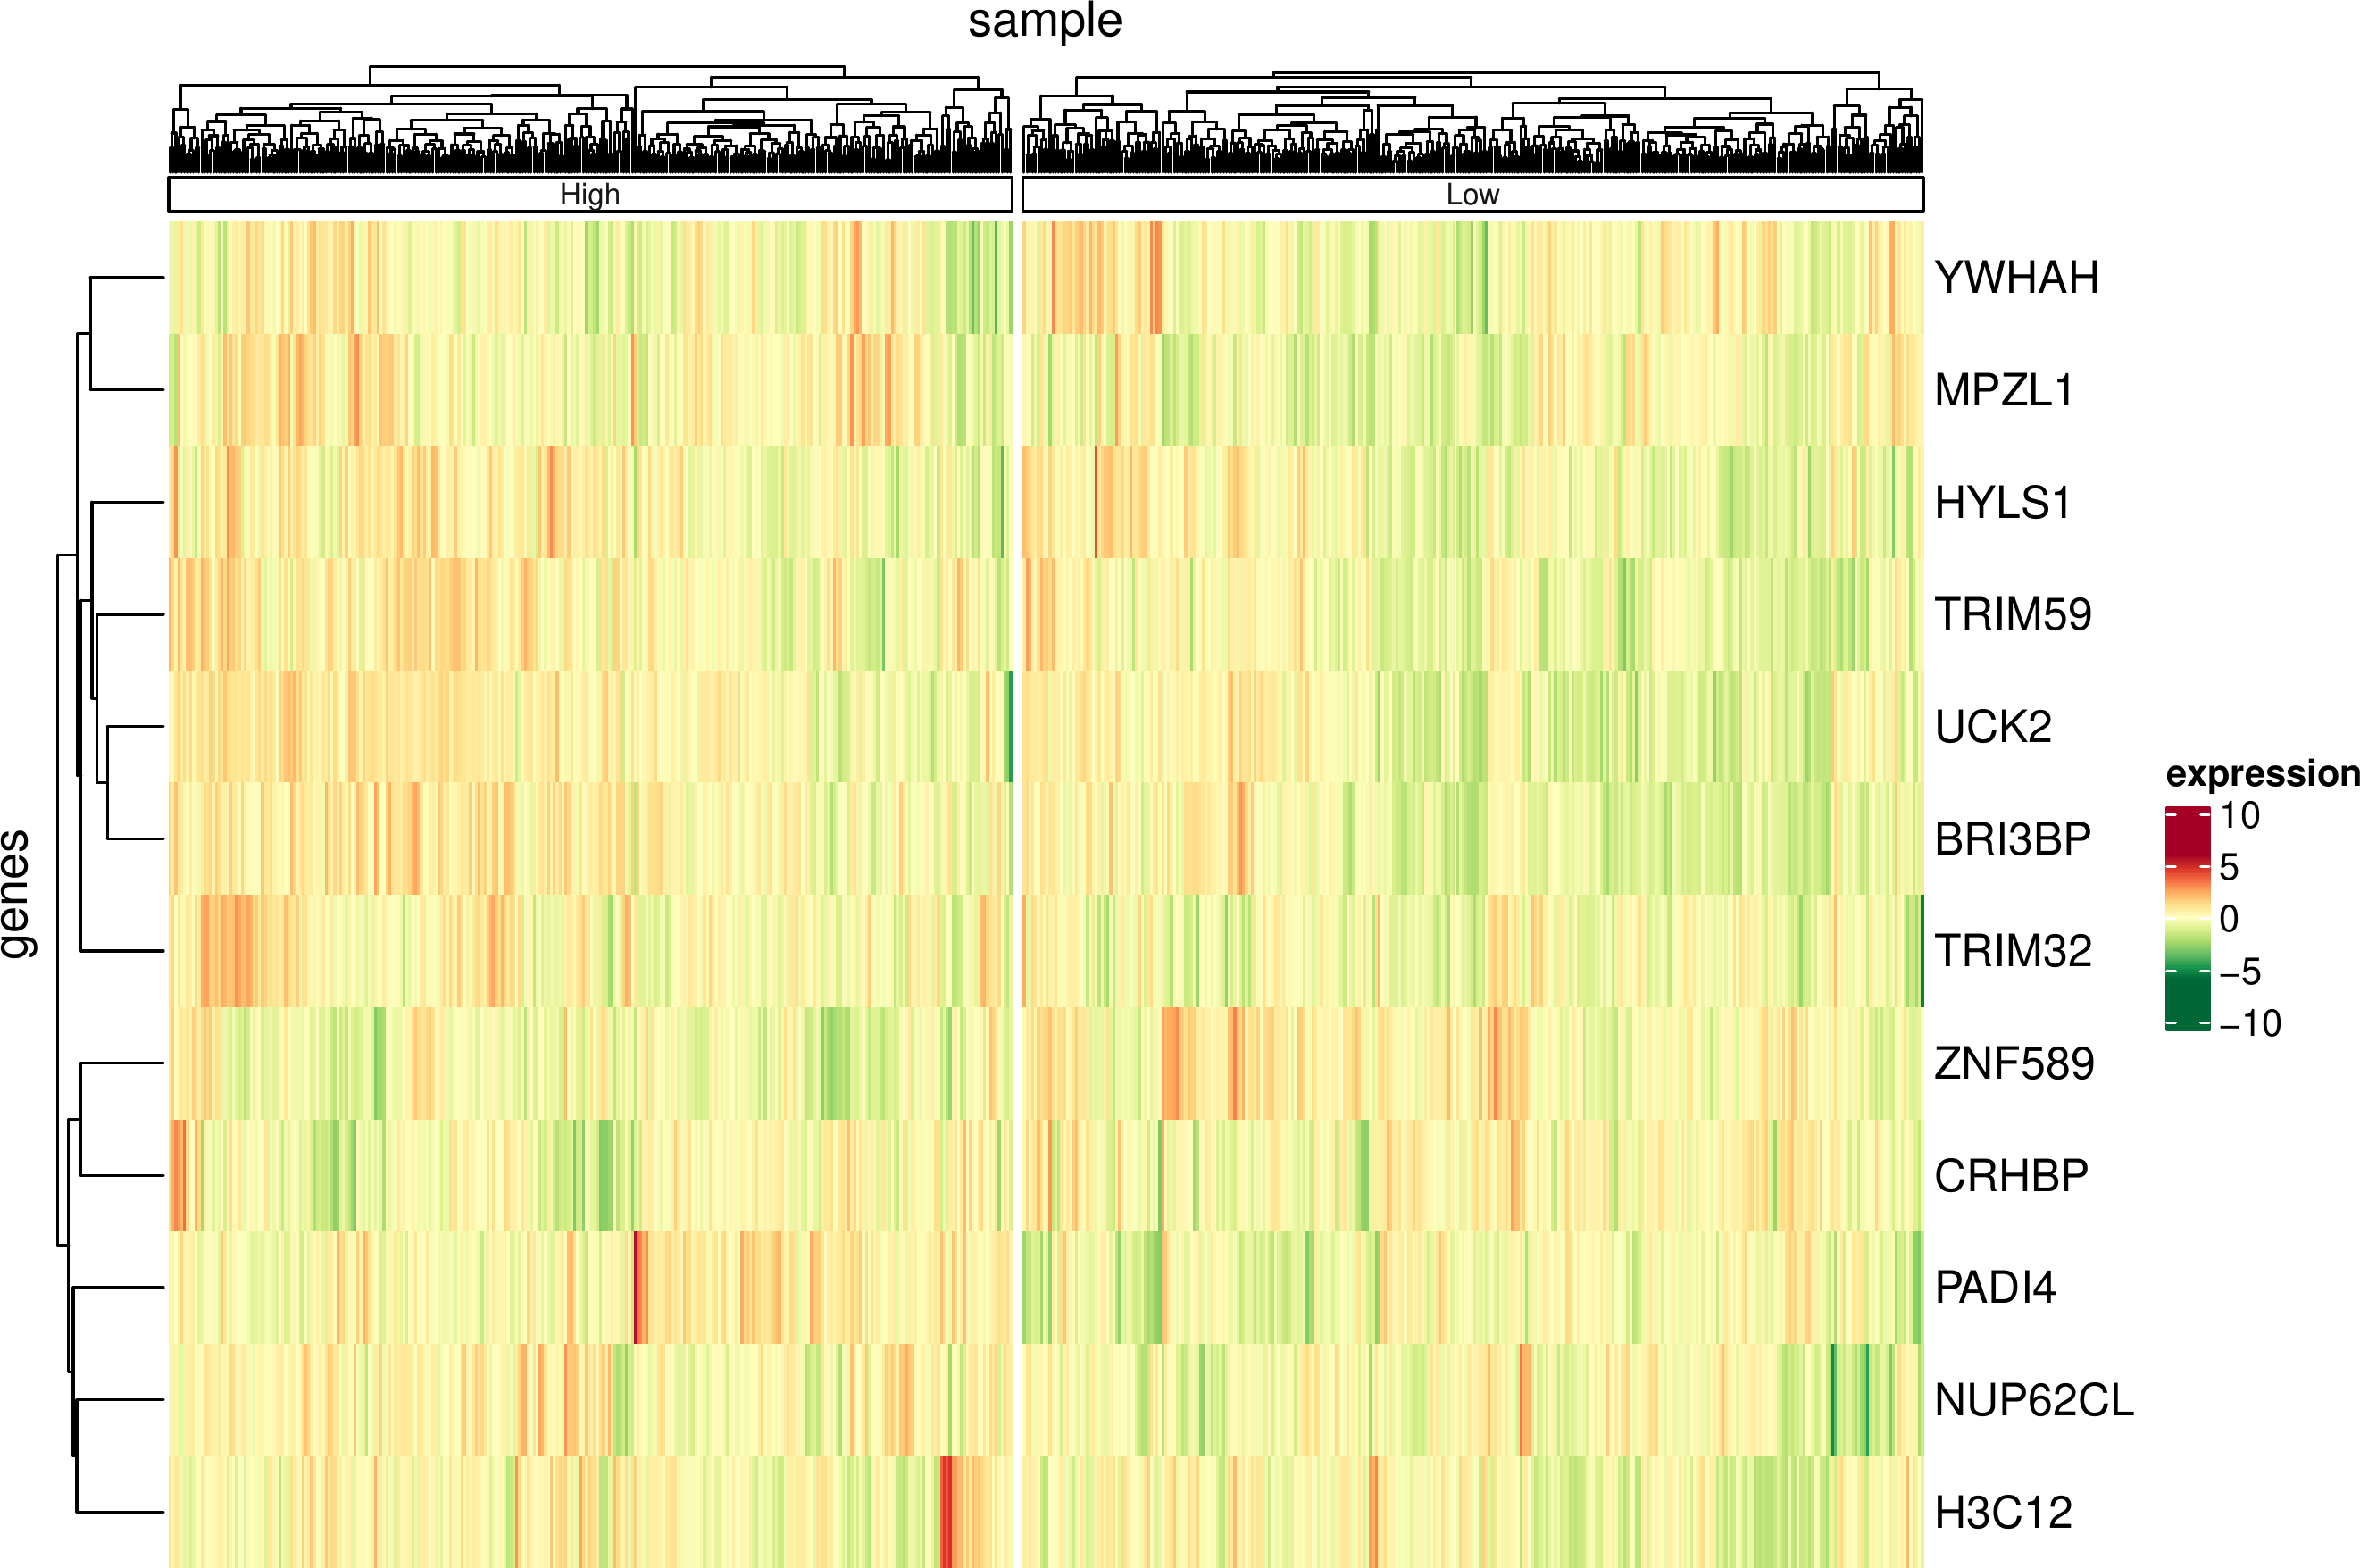 sample
High
Low
genes
YWHAH
MPZL1
HYLS1
TRIM59
UCK2
BRI3BP
TRIM32
ZNF589
CRHBP
PADI4
NUP62CL
H3C12
expression
10
5
0
−5
−10